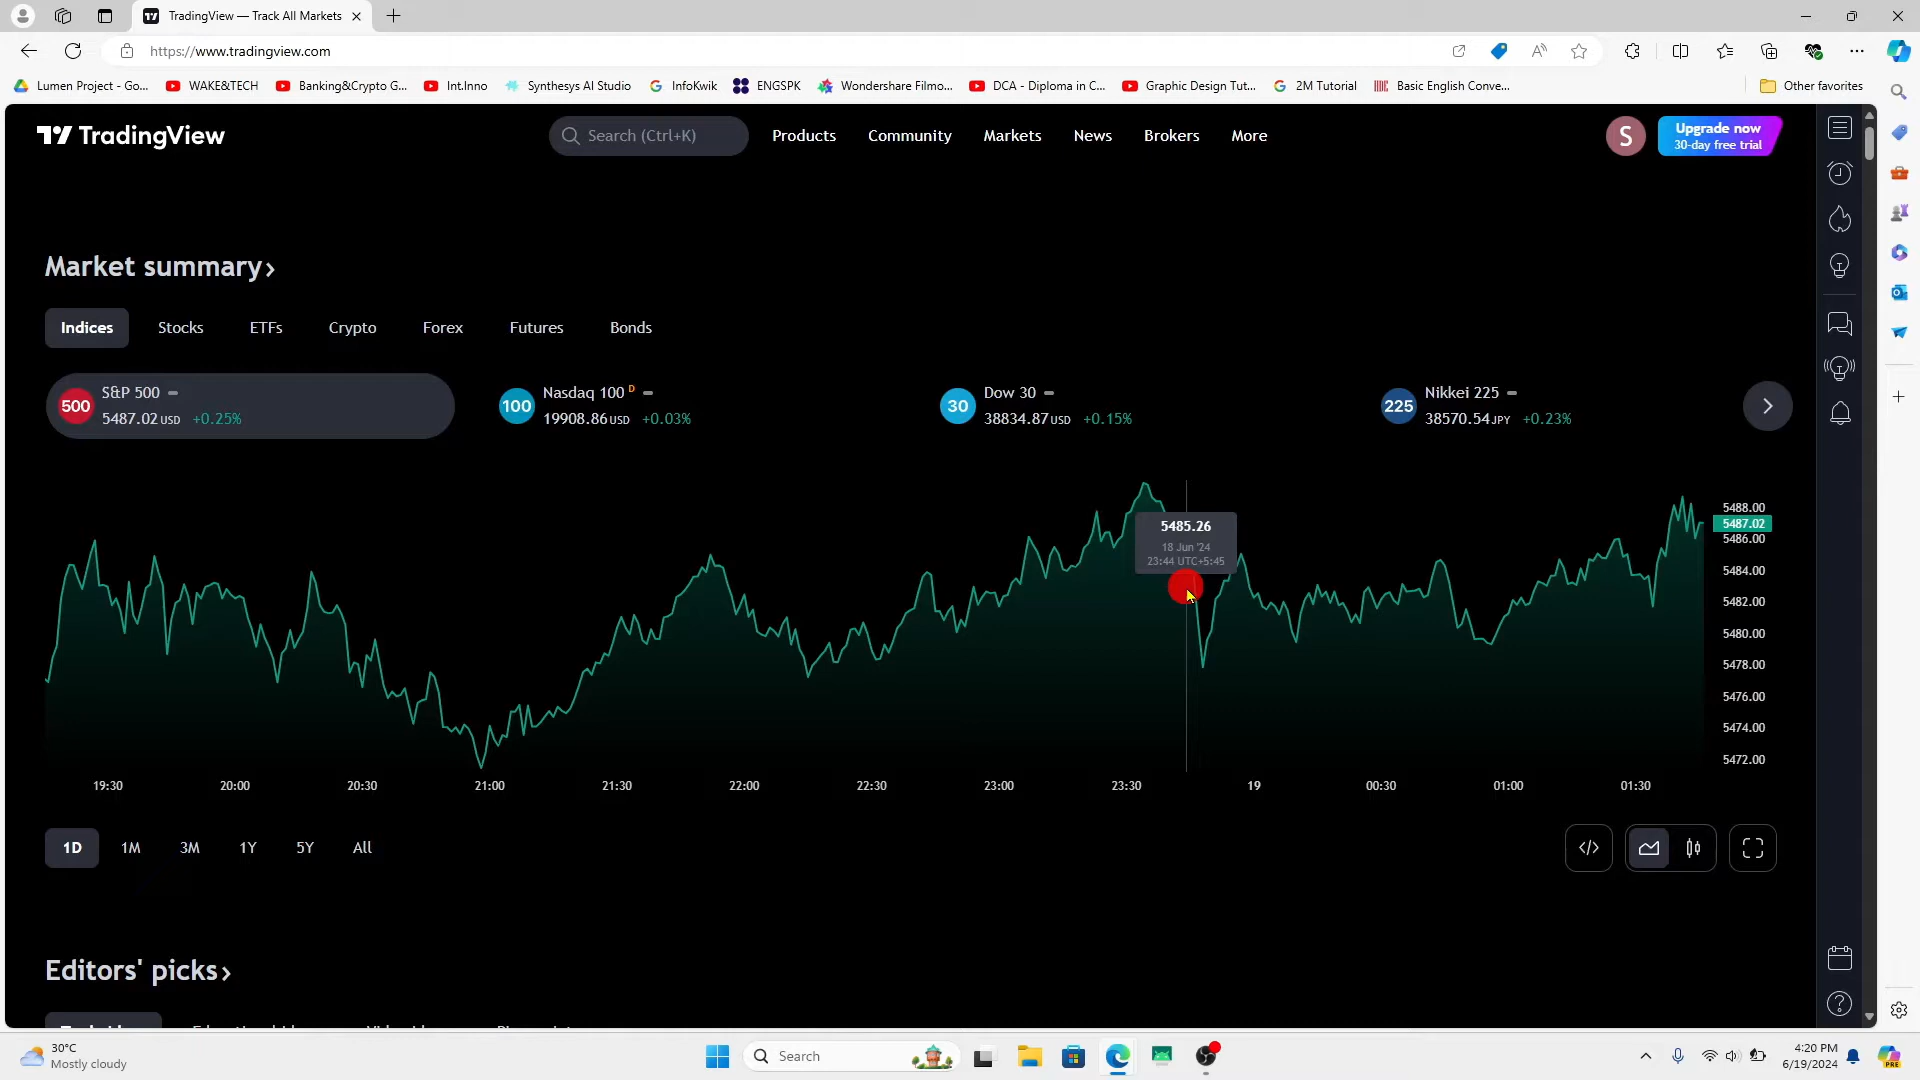 TradingView — Track All Markets
https://www.tradingview.com
Lumen Project - Go...
WAKE&TECH
Banking&Crypto G...
Int.Inno
Synthesys AI Studio
InfoKwik
ENGSPK
Wondershare Filmo...
DCA - Diploma in C...
Graphic Design Tut...
2M Tutorial
Basic English Conve...
Other favorites
TradingView
Search (Ctrl+K)
Products
Community
Markets
News
Brokers
More
S
Upgrade now
30-day free trial
Market summary ›
Indices
Stocks
ETFs
Crypto
Forex
Futures
Bonds
500
S&P 500
5487.02 USD +0.25%
100
Nasdaq 100 D
19908.86 USD +0.03%
30
Dow 30
38834.87 USD +0.15%
225
Nikkei 225
38570.54 JPY +0.23%
5485.26
18 Jun '24
23:44 UTC+5:45
5488.00
5487.02
5486.00
5484.00
5482.00
5480.00
5478.00
5476.00
5474.00
5472.00
19:30
20:00
20:30
21:00
21:30
22:00
22:30
23:00
23:30
19
00:30
01:00
01:30
1D
1M
3M
1Y
5Y
All
Editors' picks ›
30°C
Mostly cloudy
Search
4:20 PM
6/19/2024
PRE